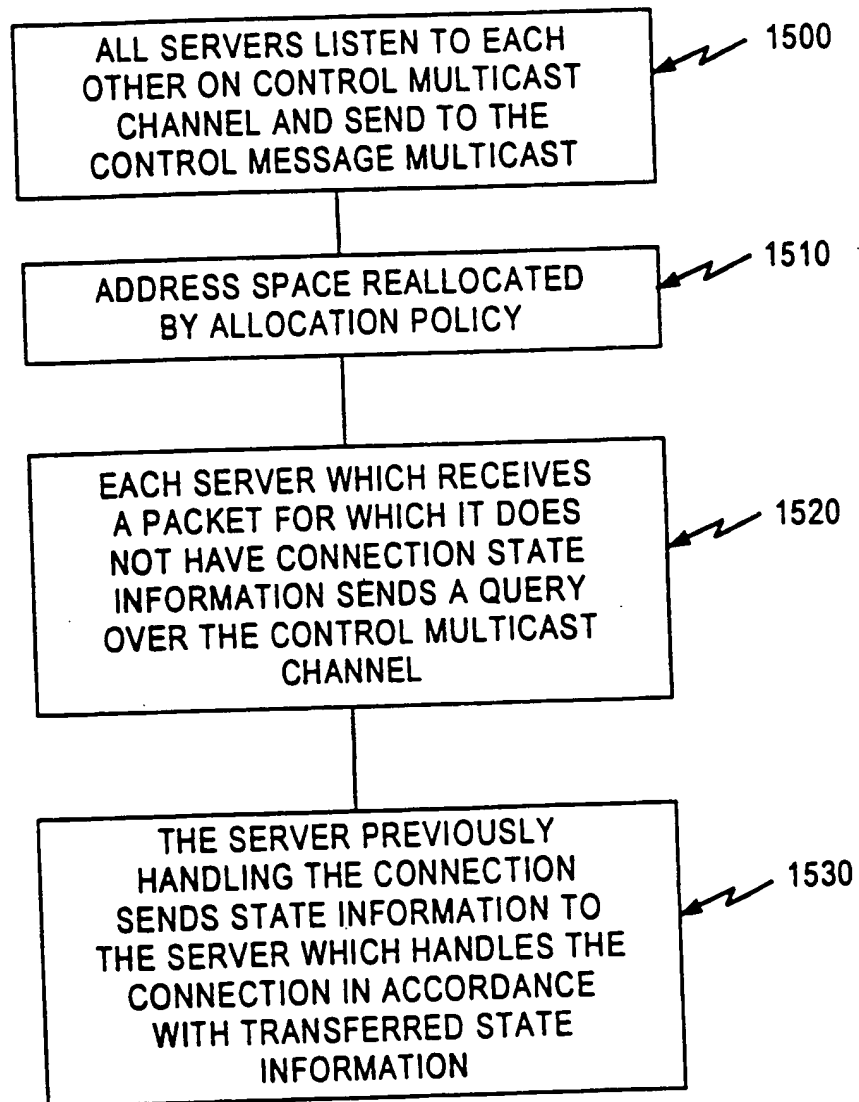 ALL SERVERS LISTEN TO EACH
OTHER ON CONTROL MULTICAST
CHANNEL AND SEND TO THE
CONTROL MESSAGE MULTICAST
1500
ADDRESS SPACE REALLOCATED
BY ALLOCATION POLICY
1510
EACH SERVER WHICH RECEIVES
A PACKET FOR WHICH IT DOES
NOT HAVE CONNECTION STATE
INFORMATION SENDS A QUERY
OVER THE CONTROL MULTICAST
CHANNEL
1520
THE SERVER PREVIOUSLY
HANDLING THE CONNECTION
SENDS STATE INFORMATION TO
THE SERVER WHICH HANDLES THE
CONNECTION IN ACCORDANCE
WITH TRANSFERRED STATE
INFORMATION
1530